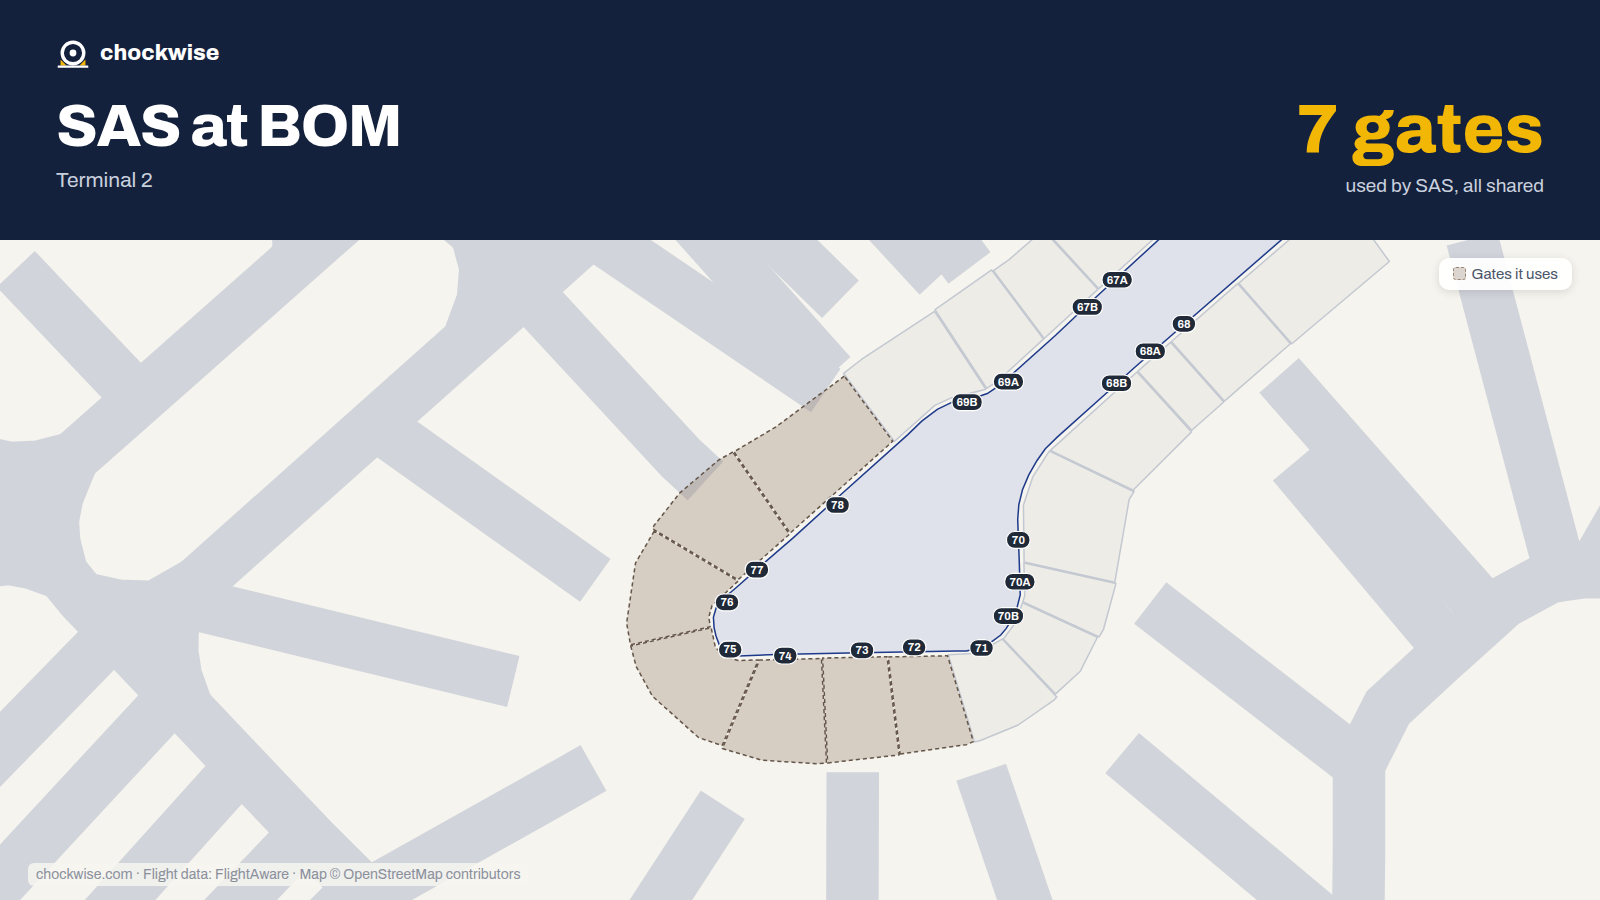 chockwise
SAS at BOM
Terminal 2
7 gates
used by SAS, all shared
Gates it uses
67A
67B
68
68A
69A
68B
69B
78
70
77
70A
76
70B
75
74
73
72
71
chockwise.com · Flight data: FlightAware · Map © OpenStreetMap contributors